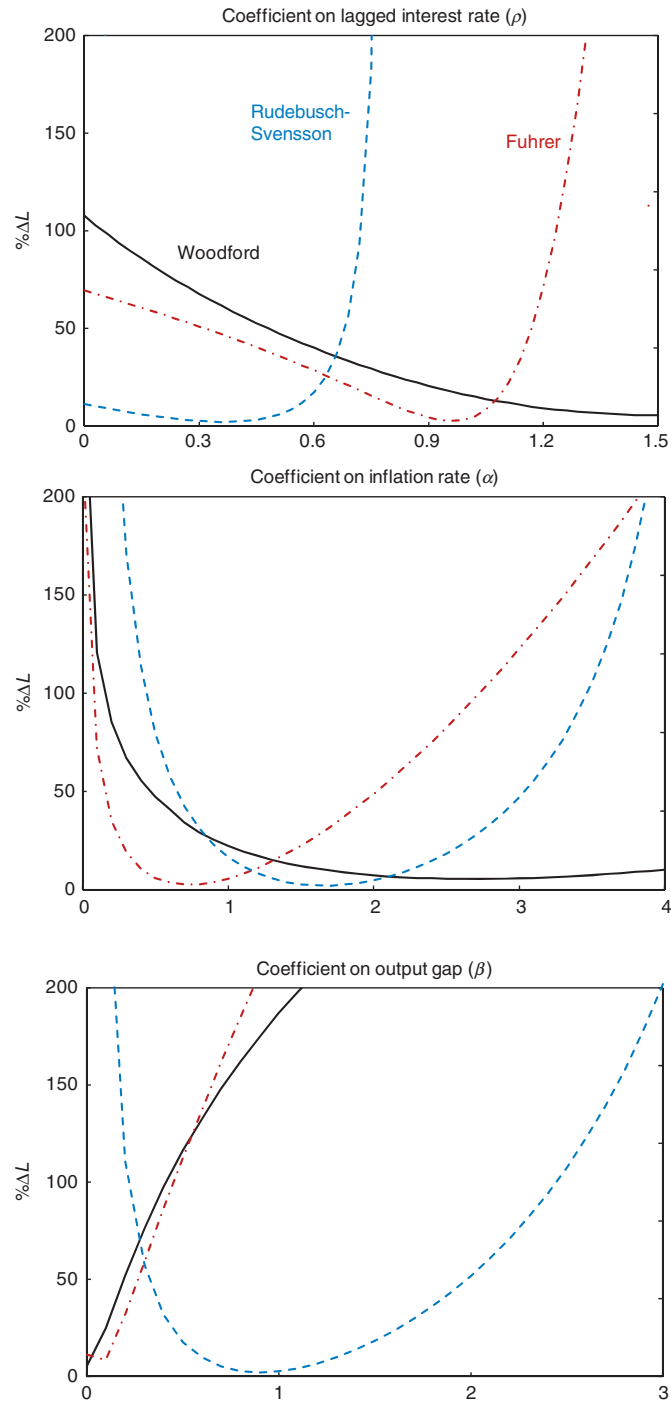 Coefficient on lagged interest rate (ρ)
200
150
100
50
0
%ΔL
Rudebusch-
Svensson
Fuhrer
Woodford
0 0.3 0.6 0.9 1.2 1.5
Coefficient on inflation rate (α)
200
150
100
50
0
%ΔL
0 1 2 3 4
Coefficient on output gap (β)
200
150
100
50
0
%ΔL
0 1 2 3